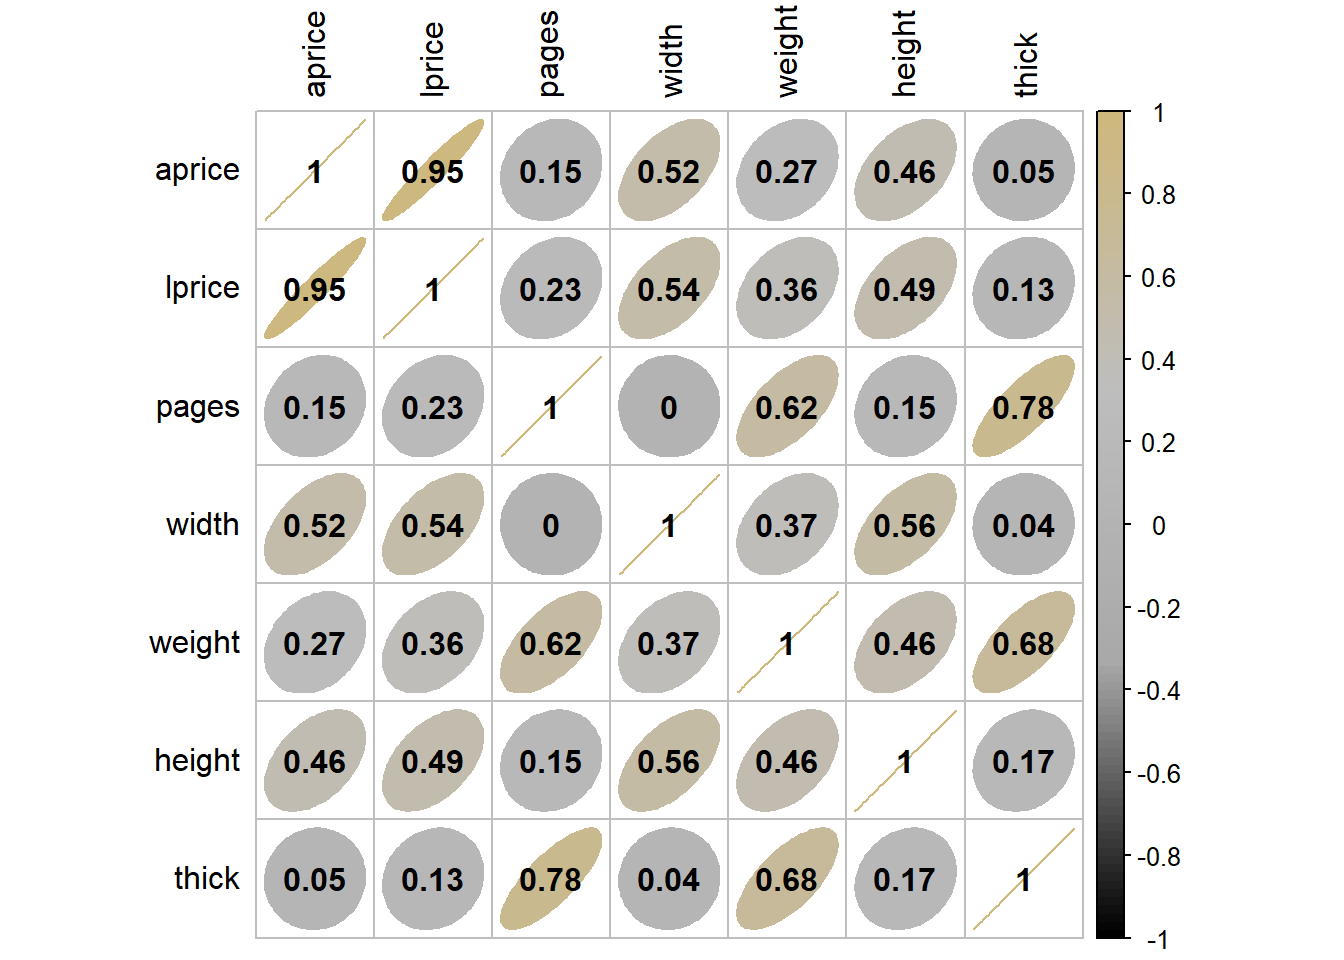 aprice lprice pages width weight height thick
aprice 1 0.95 0.15 0.52 0.27 0.46 0.05
lprice 0.95 1 0.23 0.54 0.36 0.49 0.13
pages 0.15 0.23 1 0 0.62 0.15 0.78
width 0.52 0.54 0 1 0.37 0.56 0.04
weight 0.27 0.36 0.62 0.37 1 0.46 0.68
height 0.46 0.49 0.15 0.56 0.46 1 0.17
thick 0.05 0.13 0.78 0.04 0.68 0.17 1
1
0.8
0.6
0.4
0.2
0
-0.2
-0.4
-0.6
-0.8
-1